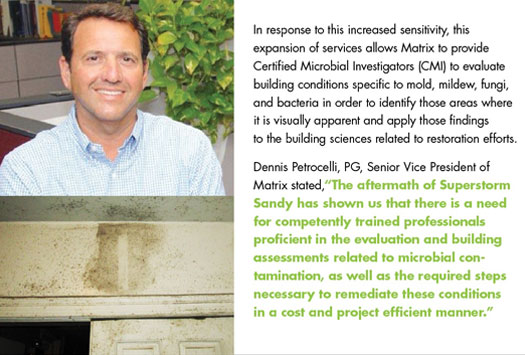 In response to this increased sensitivity, this
expansion of services allows Matrix to provide
Certified Microbial Investigators (CMI) to evaluate
building conditions specific to mold, mildew, fungi,
and bacteria in order to identify those areas where
it is visually apparent and apply those findings
to the building sciences related to restoration efforts.
Dennis Petrocelli, PG, Senior Vice President of
Matrix stated,“The aftermath of Superstorm
Sandy has shown us that there is a need
for competently trained professionals
proficient in the evaluation and building
assessments related to microbial con-
tamination, as well as the required steps
necessary to remediate these conditions
in a cost and project efficient manner.”